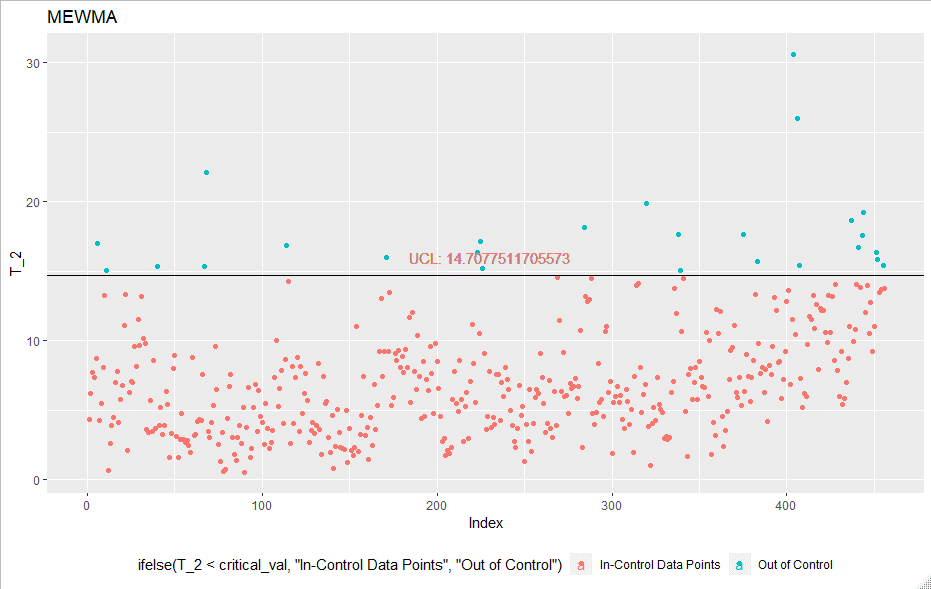 MEWMA
T_2
30
20
10
0
UCL: 14.7077511705573
0 100 200 300 400
Index
ifelse(T_2 < critical_val, "In-Control Data Points", "Out of Control") a In-Control Data Points a Out of Control